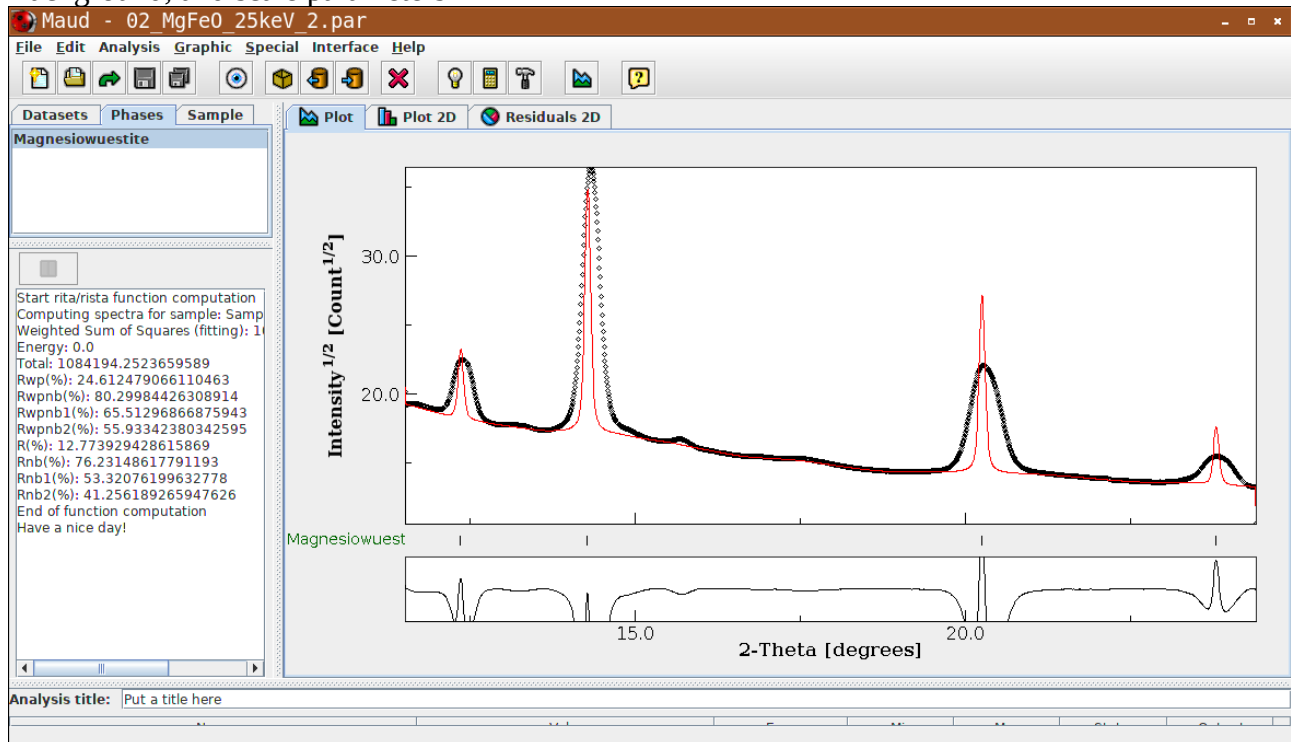 Maud - 02_MgFeO_25keV_2.par
File Edit Analysis Graphic Special Interface Help
Datasets Phases Sample
Plot Plot 2D Residuals 2D
Magnesiowuestite
Start rita/rista function computation
Computing spectra for sample: Samp
Weighted Sum of Squares (fitting):
Energy: 0.0
Total: 1084194.2523659589
Rwp(%): 24.612479066110463
Rwpnb(%): 80.29984426308914
Rwpnb1(%): 65.51296866875943
Rwpnb2(%): 55.93342380342595
R(%): 12.773929428615869
Rnb(%): 76.23148617791193
Rnb1(%): 53.32076199632778
Rnb2(%): 41.256189265947626
End of function computation
Have a nice day!
Intensity^1/2 [Count^1/2]
30.0
20.0
Magnesiowuest
15.0 20.0
2-Theta [degrees]
Analysis title: Put a title here